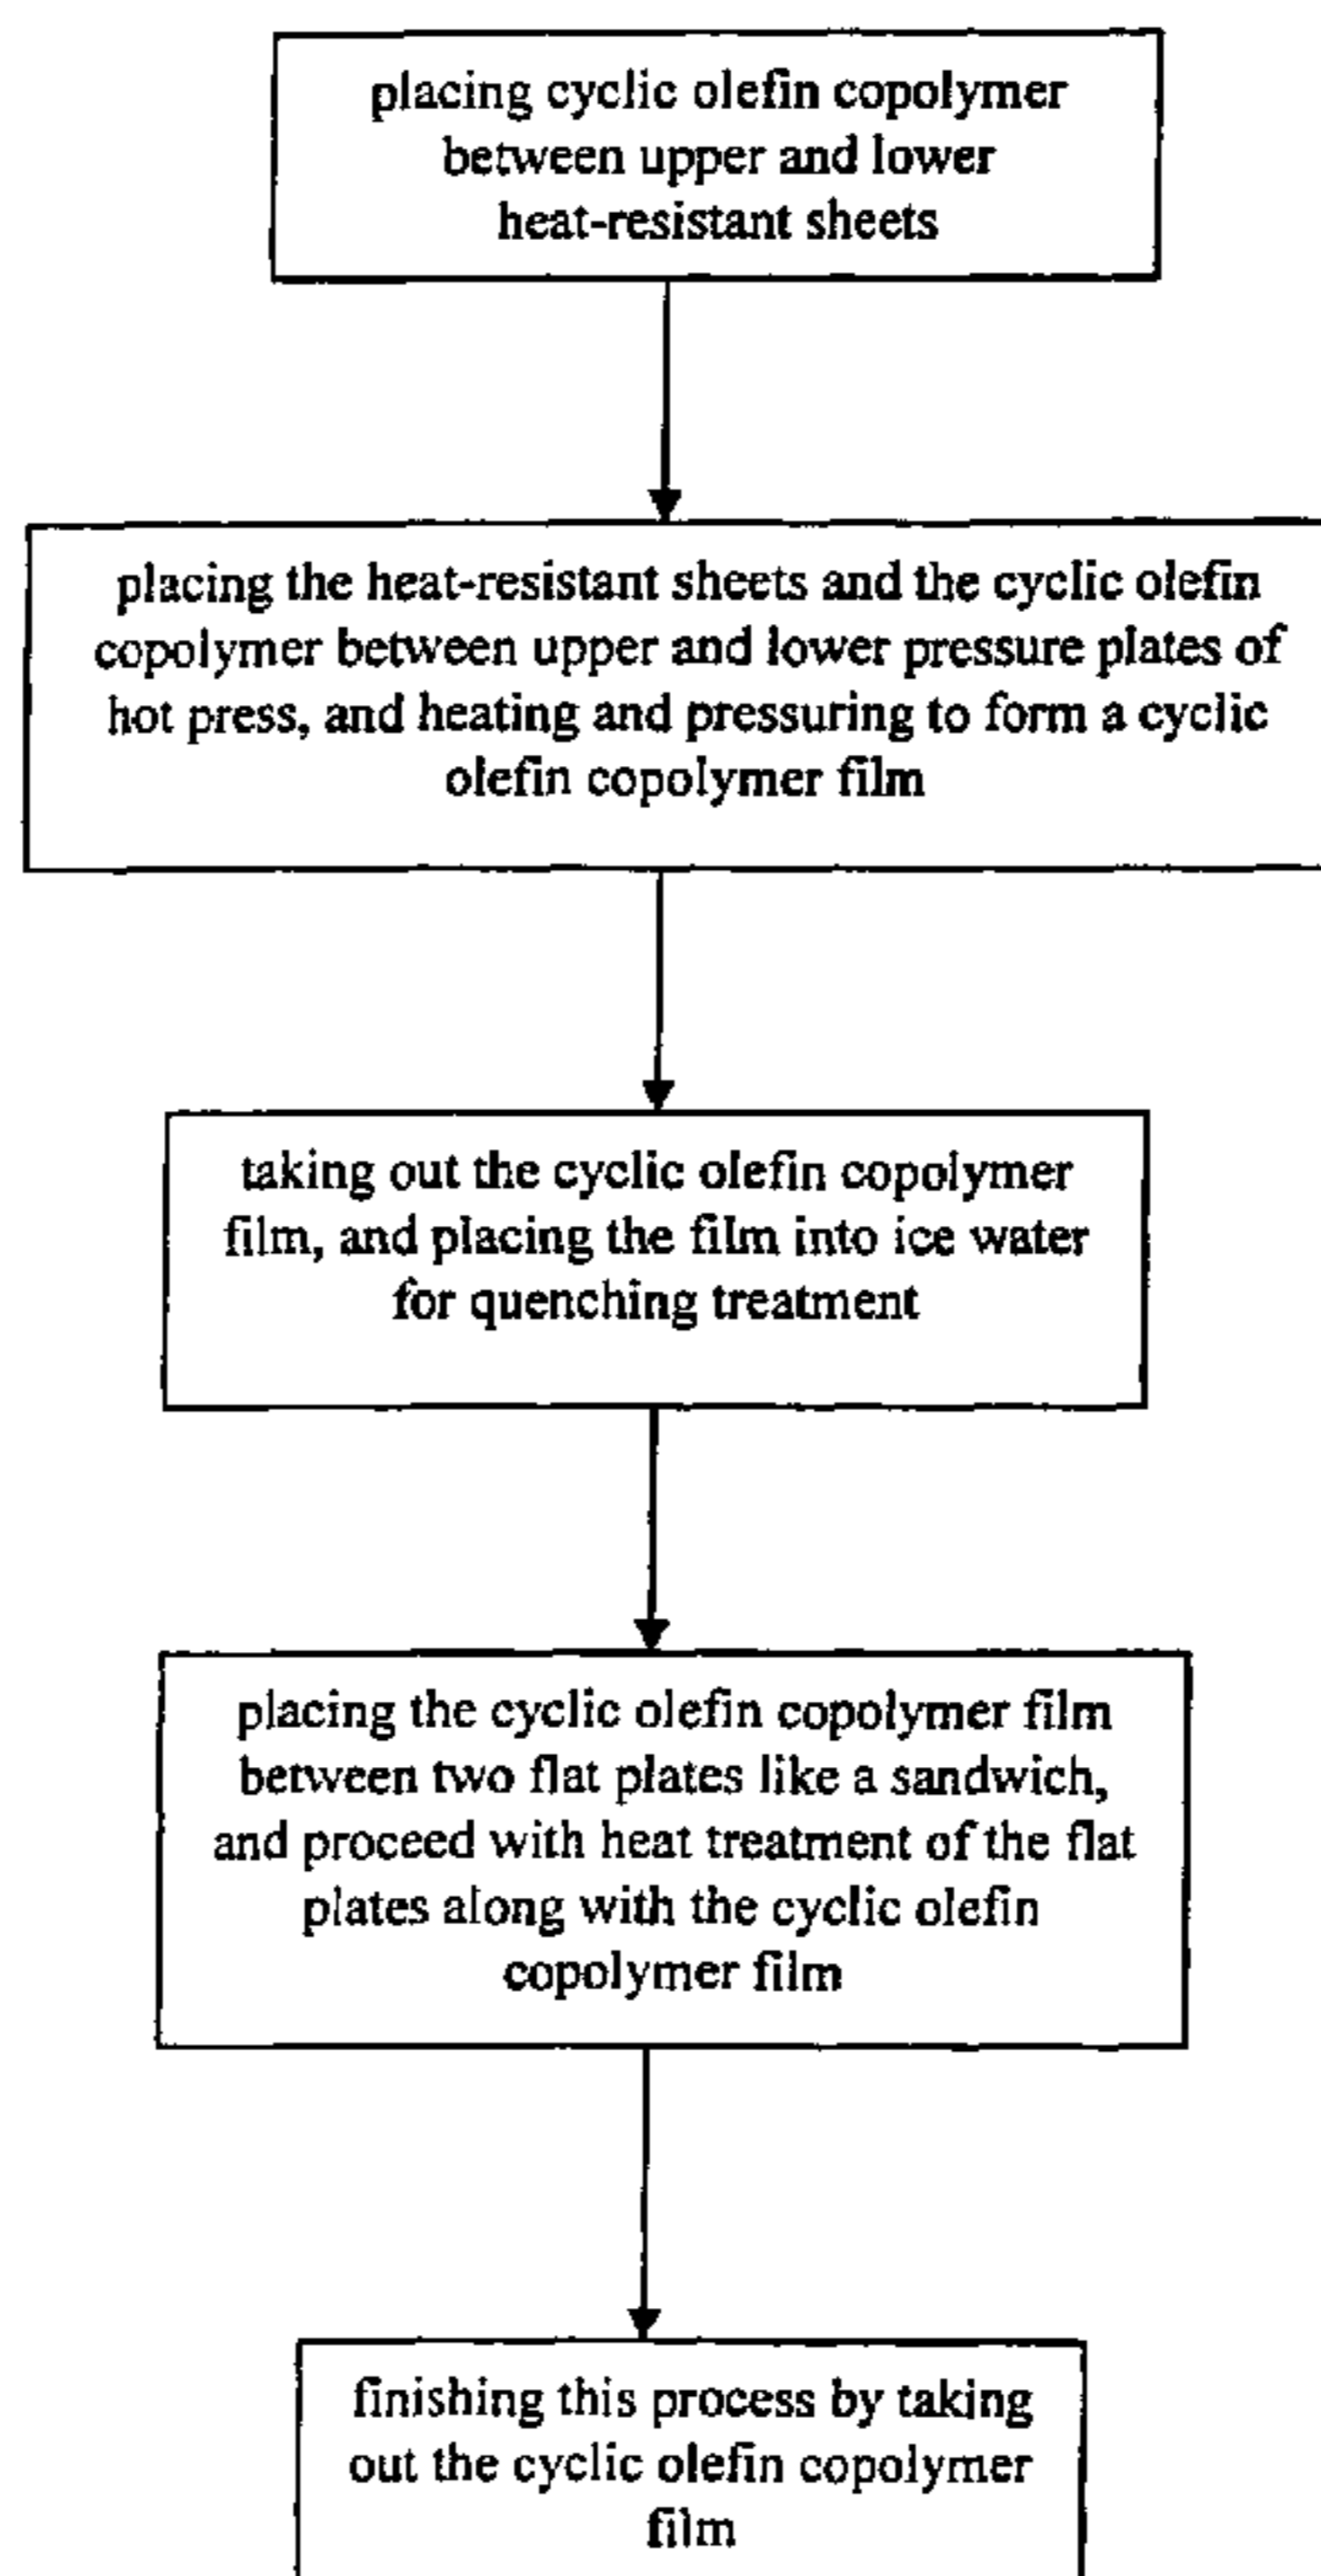 placing cyclic olefin copolymer
between upper and lower
heat-resistant sheets
placing the heat-resistant sheets and the cyclic olefin
copolymer between upper and lower pressure plates of
hot press, and heating and pressuring to form a cyclic
olefin copolymer film
taking out the cyclic olefin copolymer
film, and placing the film into ice water
for quenching treatment
placing the cyclic olefin copolymer film
between two flat plates like a sandwich,
and proceed with heat treatment of the flat
plates along with the cyclic olefin
copolymer film
finishing this process by taking
out the cyclic olefin copolymer
film